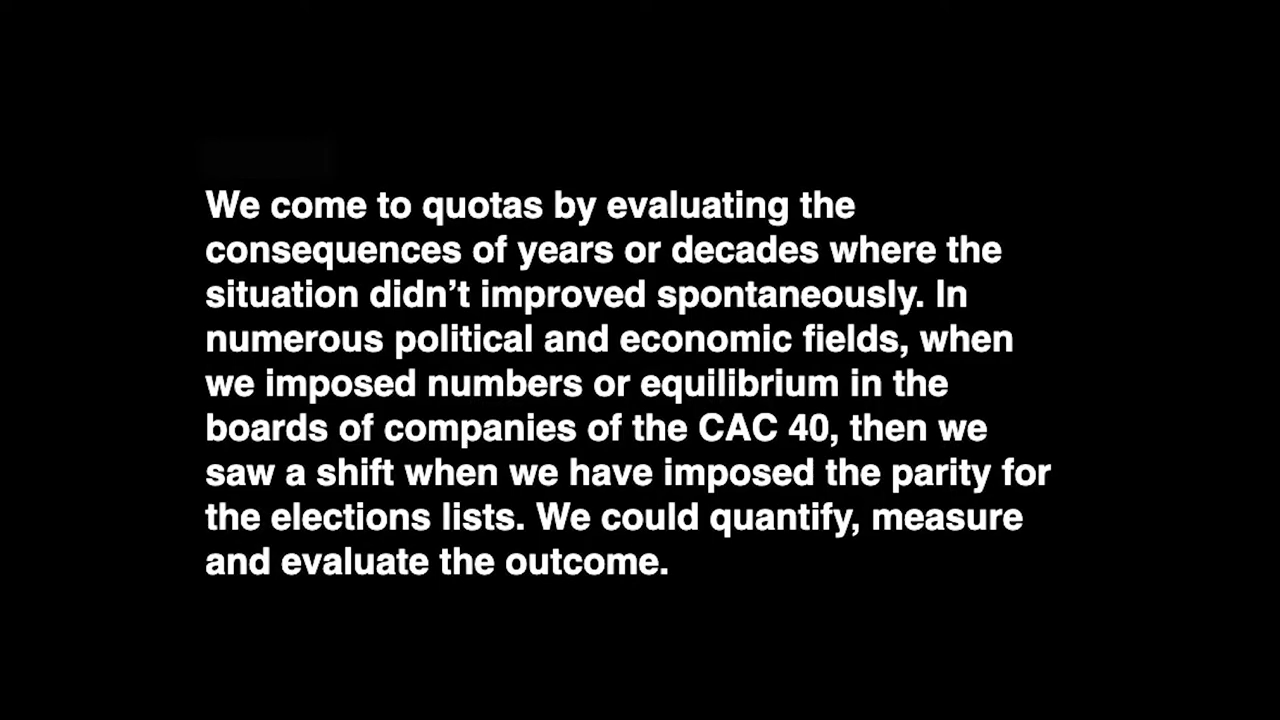 We come to quotas by evaluating the
consequences of years or decades where the
situation didn’t improved spontaneously. In
numerous political and economic fields, when
we imposed numbers or equilibrium in the
boards of companies of the CAC 40, then we
saw a shift when we have imposed the parity for
the elections lists. We could quantify, measure
and evaluate the outcome.